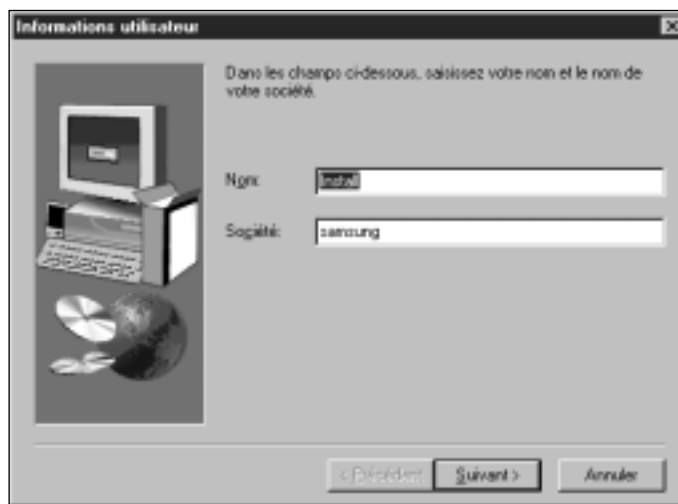 Informations utilisateur
Dans les champs ci-dessous, saisissez votre nom et le nom de
votre société.
Nom:
Install
Société:
samsung
< Précédent
Suivant >
Annuler